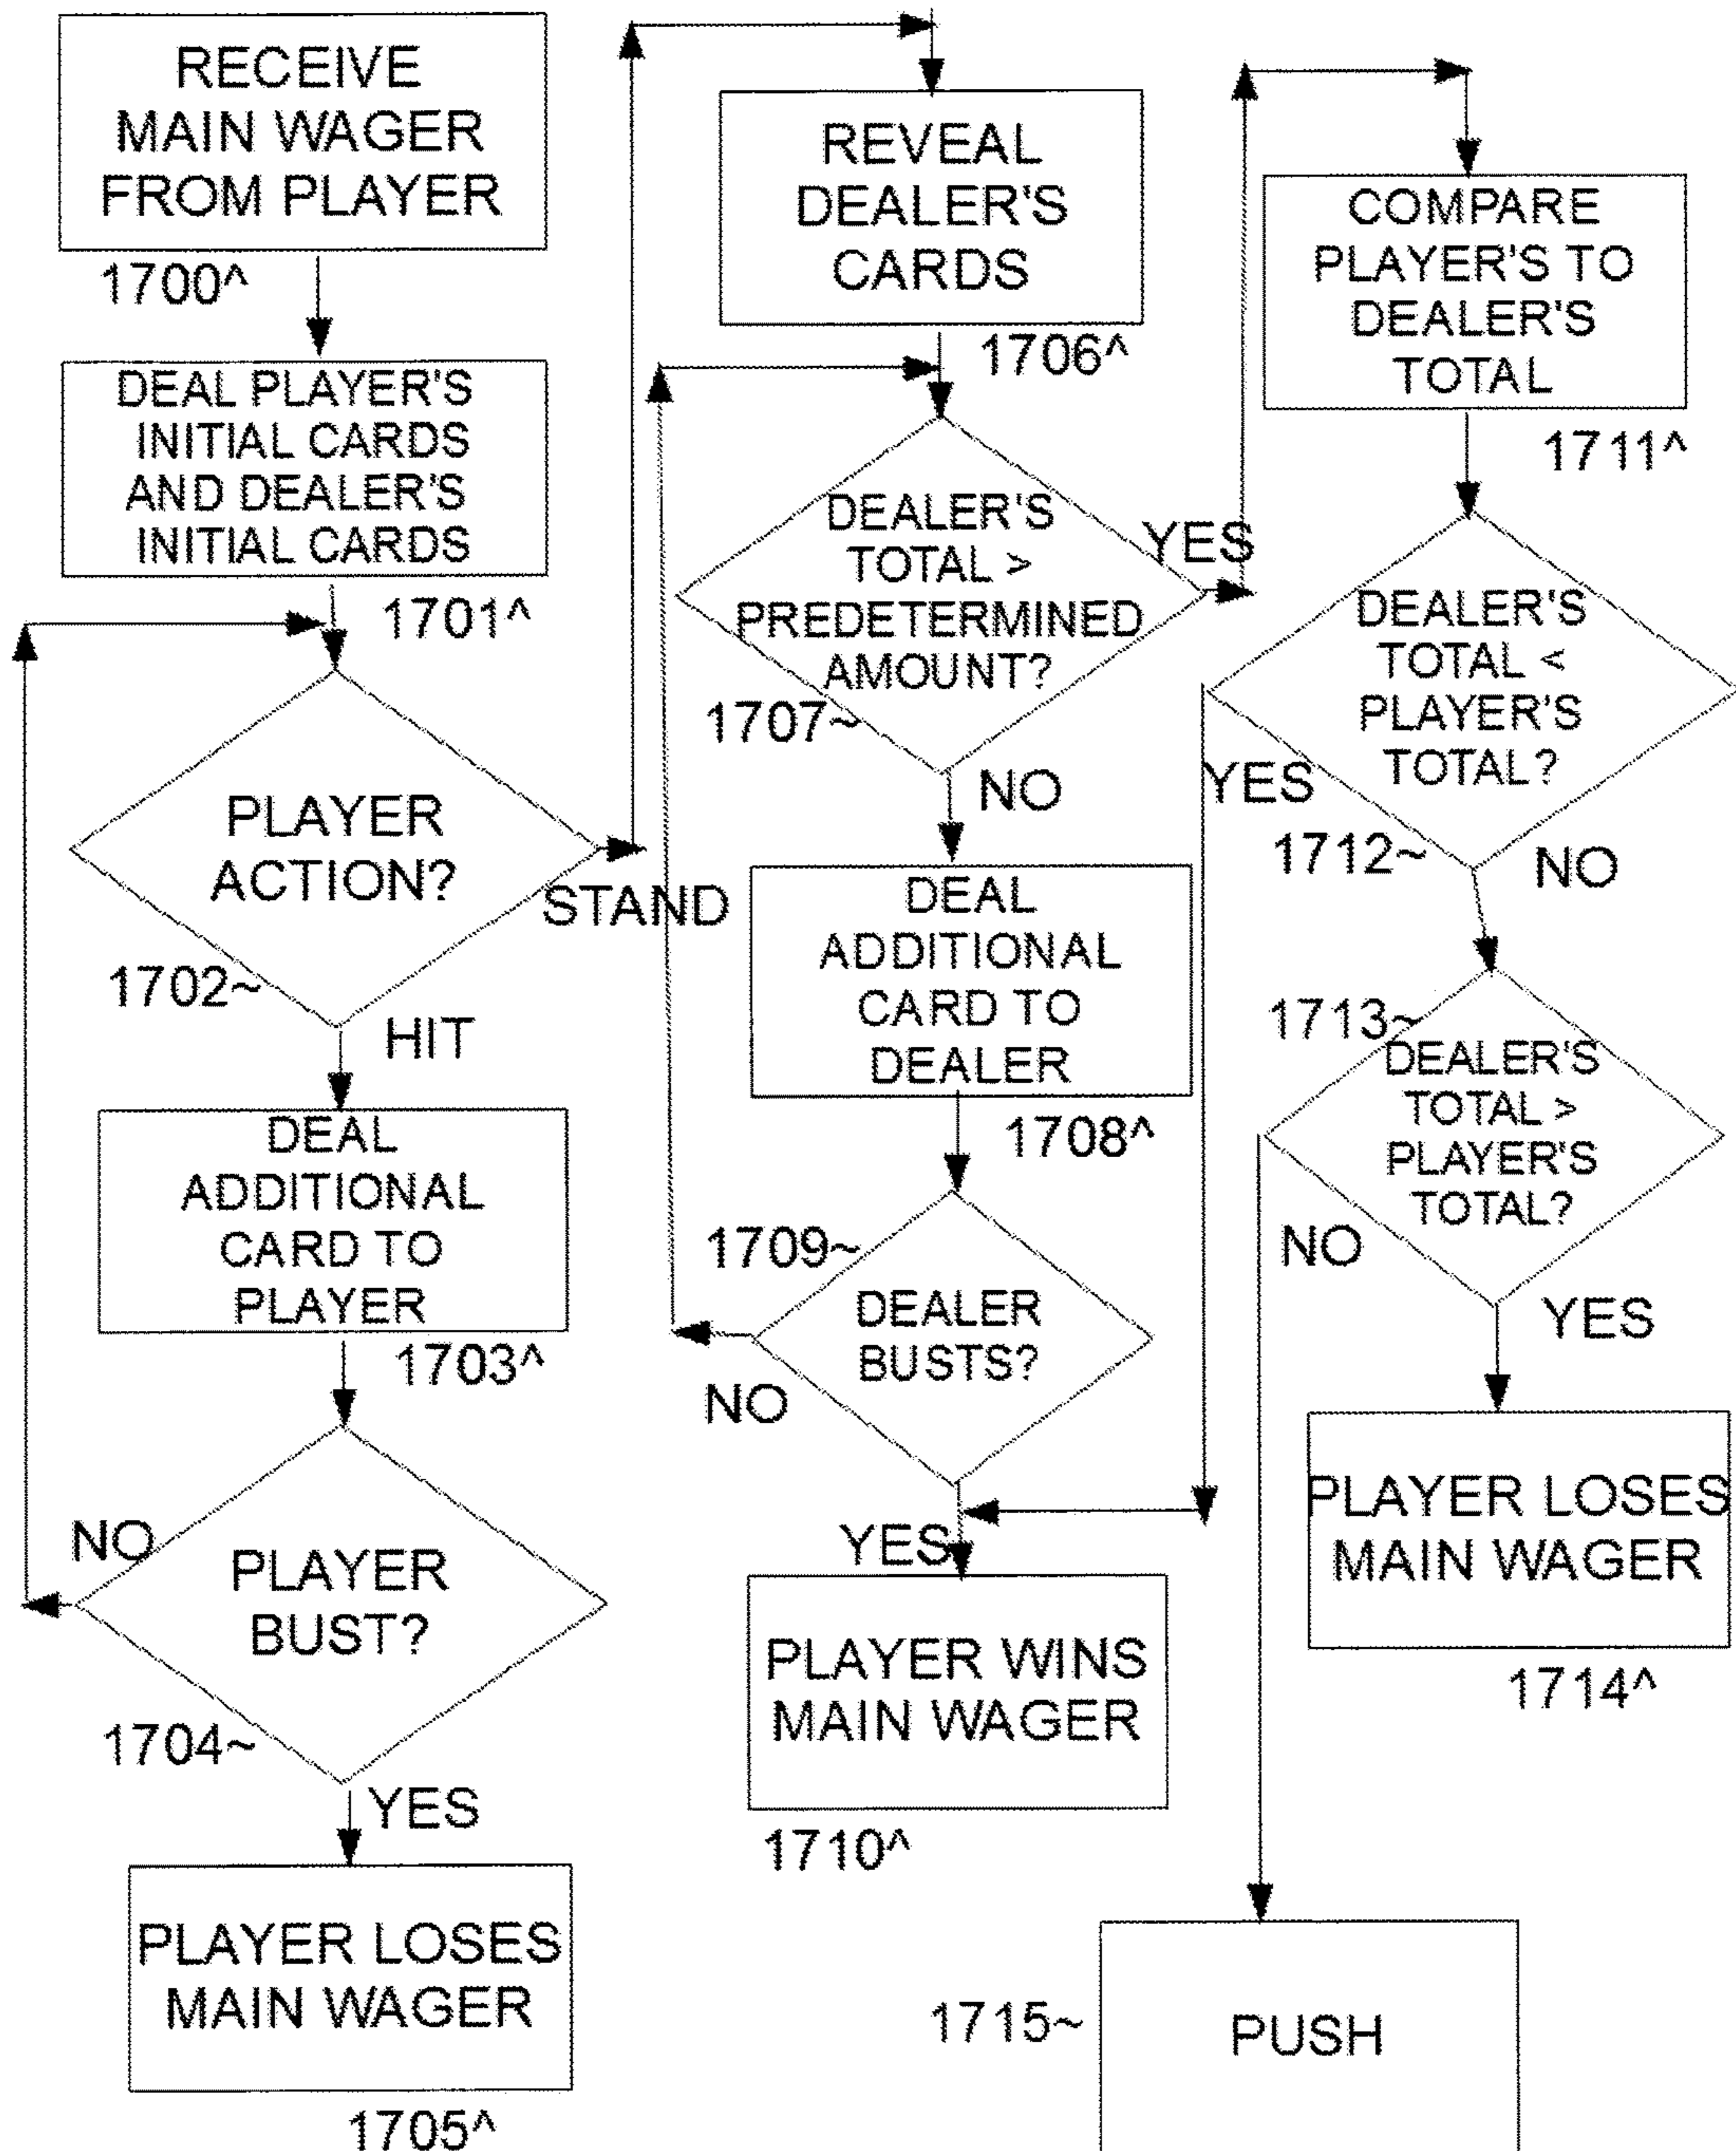 RECEIVE
MAIN WAGER
FROM PLAYER
1700^
DEAL PLAYER'S
INITIAL CARDS
AND DEALER'S
INITIAL CARDS
1701^
PLAYER
ACTION?
STAND
1702~
HIT
DEAL
ADDITIONAL
CARD TO
PLAYER
1703^
NO
PLAYER
BUST?
1704~
YES
PLAYER LOSES
MAIN WAGER
1705^
REVEAL
DEALER'S
CARDS
1706^
DEALER'S
TOTAL >
PREDETERMINED
AMOUNT?
YES
1707~
NO
DEAL
ADDITIONAL
CARD TO
DEALER
1708^
1709~
DEALER
BUSTS?
NO
YES
PLAYER WINS
MAIN WAGER
1710^
COMPARE
PLAYER'S TO
DEALER'S
TOTAL
1711^
DEALER'S
TOTAL <
PLAYER'S
TOTAL?
YES
1712~
NO
1713~
DEALER'S
TOTAL >
PLAYER'S
TOTAL?
NO
YES
PLAYER LOSES
MAIN WAGER
1714^
1715~
PUSH